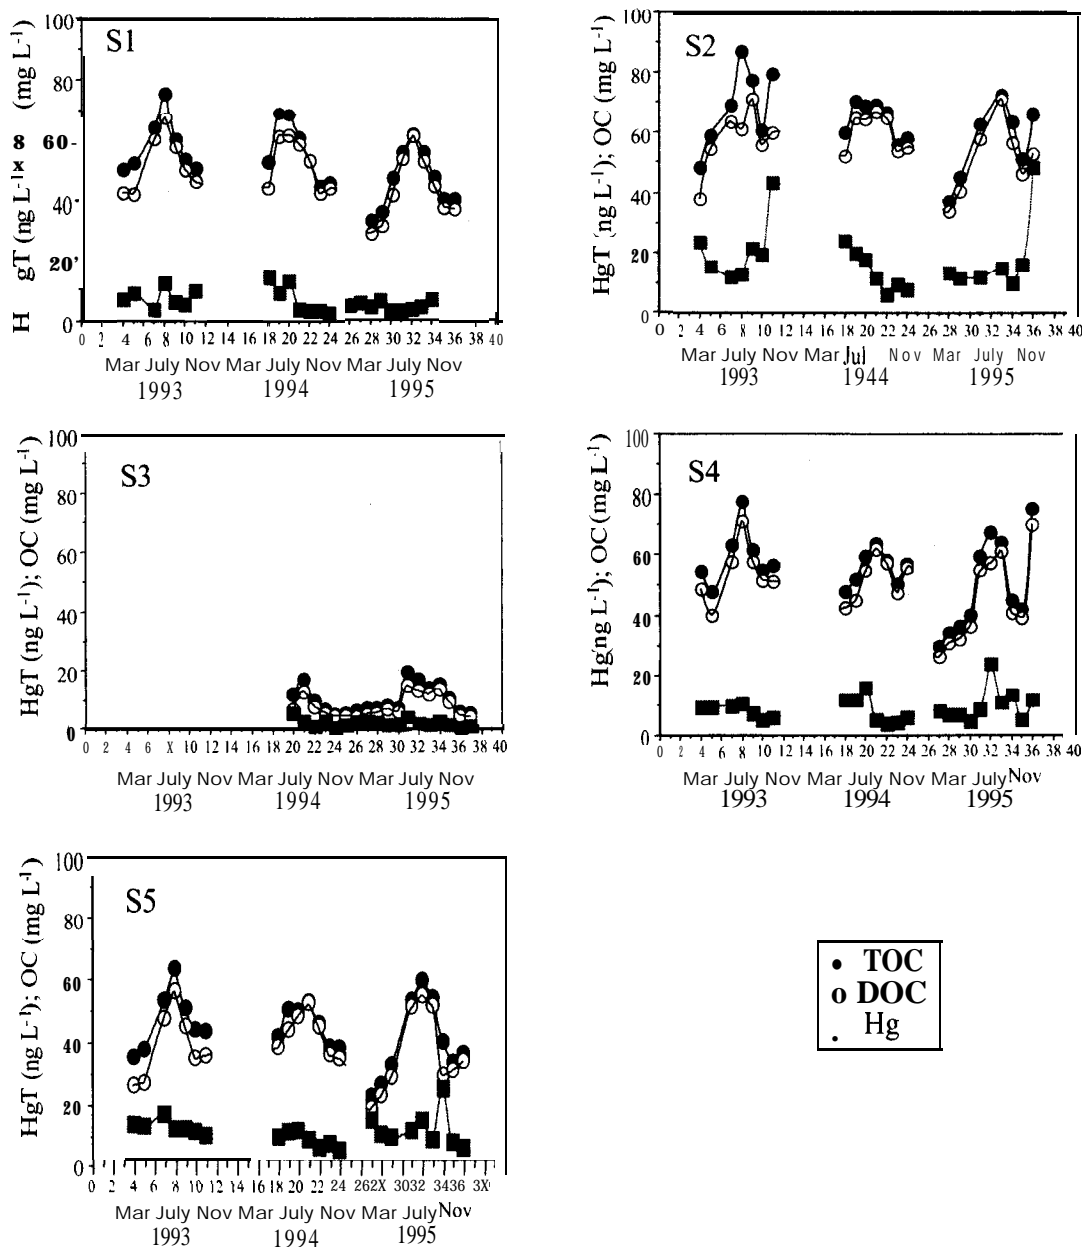 S1
H gT (ng L-1 x 8 (mg L-1)
100
80
60-
40
20'
0
0 2 4 6 8 10 12 14 16 18 20 22 24 26 28 30 32 34 36 38 40
Mar July Nov Mar July Nov Mar July Nov
1993 1994 1995
S2
HgT (ng L-1); OC (mg L-1)
100
80
60
40
20
0
0 2 4 6 8 10 12 14 16 18 20 22 24 26 28 30 32 34 36 38 40
Mar July Nov Mar Jul Nov Mar July Nov
1993 1944 1995
S3
HgT (ng L-1); OC (mg L-1)
100
80
60
40
20
0
0 2 4 6 X 10 12 14 16 18 20 22 24 26 28 30 32 34 36 38 40
Mar July Nov Mar July Nov Mar July Nov
1993 1994 1995
S4
Hg(ng L-1); OC (mg L-1)
100
80
60
40
20
0
0 2 4 6 8 10 12 14 16 18 20 22 24 26 28 30 32 34 36 38 40
Mar July Nov Mar July Nov Mar July Nov
1993 1994 1995
S5
HgT (ng L-1); OC (mg L-1)
100
80
60
40
20
0
0 2 4 6 8 10 12 14 16 18 20 22 24 262X 3032 3436 3X
Mar July Nov Mar July Nov Mar July Nov
1993 1994 1995
TOC
DOC
Hg